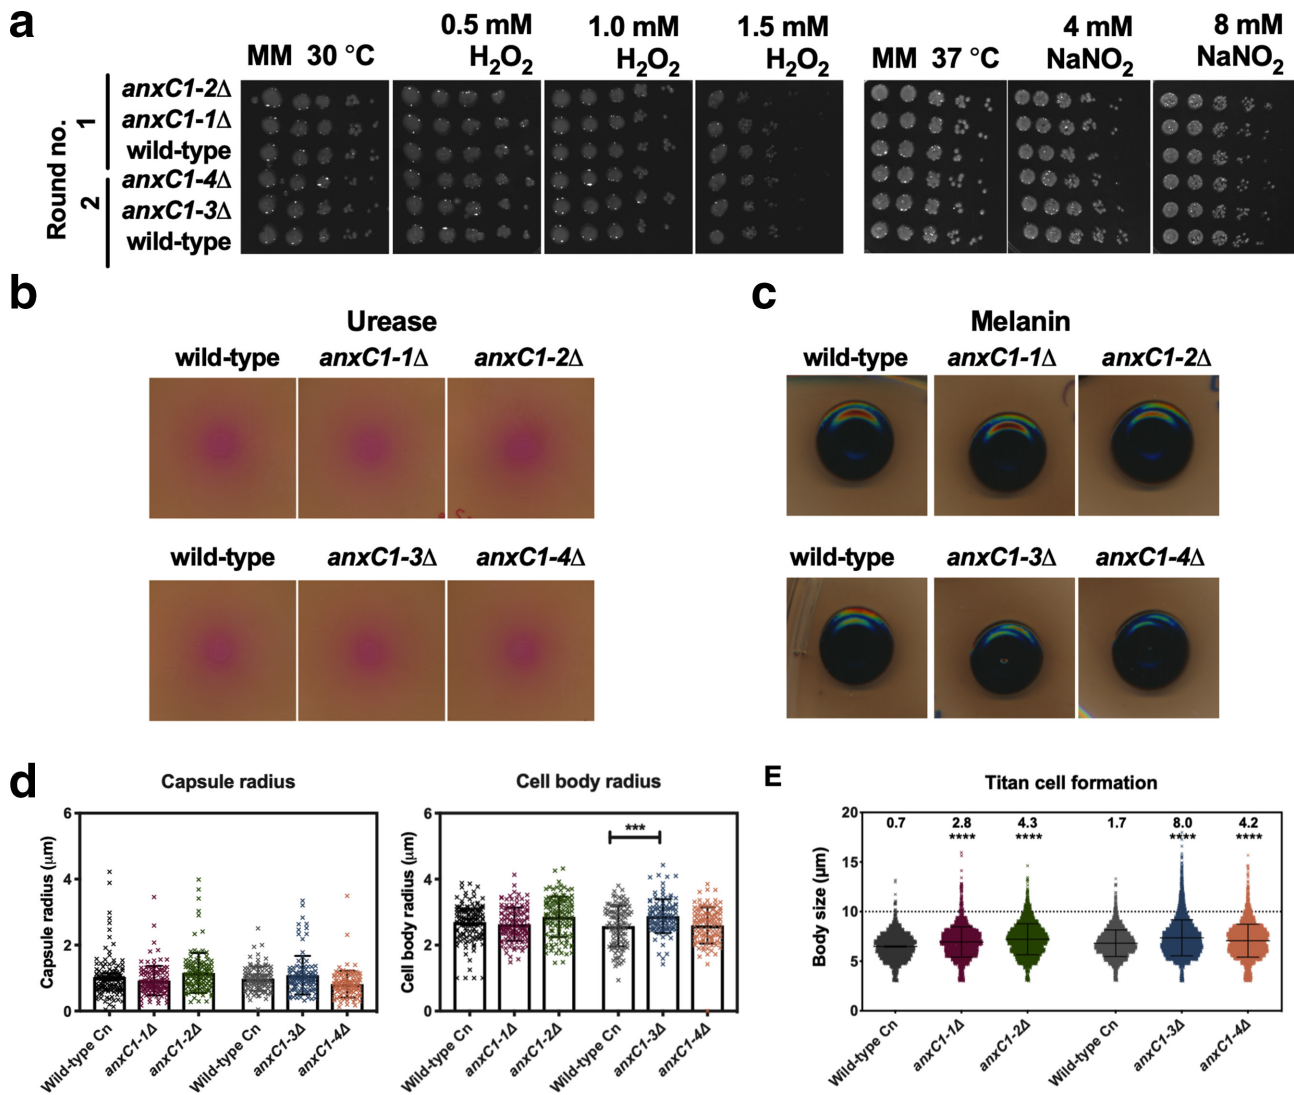 a
MM 30 °C
0.5 mM
H₂O₂
1.0 mM
H₂O₂
1.5 mM
H₂O₂
MM 37 °C
4 mM
NaNO₂
8 mM
NaNO₂
Round no.
1
anxC1-2Δ
anxC1-1Δ
wild-type
2
anxC1-4Δ
anxC1-3Δ
wild-type
b
Urease
wild-type anxC1-1Δ anxC1-2Δ
wild-type anxC1-3Δ anxC1-4Δ
c
Melanin
wild-type anxC1-1Δ anxC1-2Δ
wild-type anxC1-3Δ anxC1-4Δ
d
Capsule radius
Capsule radius (μm)
6
4
2
0
Wild-type Cn
anxC1-1Δ
anxC1-2Δ
Wild-type Cn
anxC1-3Δ
anxC1-4Δ
Cell body radius
Cell body radius (μm)
6
4
2
0
***
Wild-type Cn
anxC1-1Δ
anxC1-2Δ
Wild-type Cn
anxC1-3Δ
anxC1-4Δ
E
Titan cell formation
Body size (μm)
20
15
10
5
0
0.7 2.8 4.3 1.7 8.0 4.2
**** **** **** ****
Wild-type Cn
anxC1-1Δ
anxC1-2Δ
Wild-type Cn
anxC1-3Δ
anxC1-4Δ